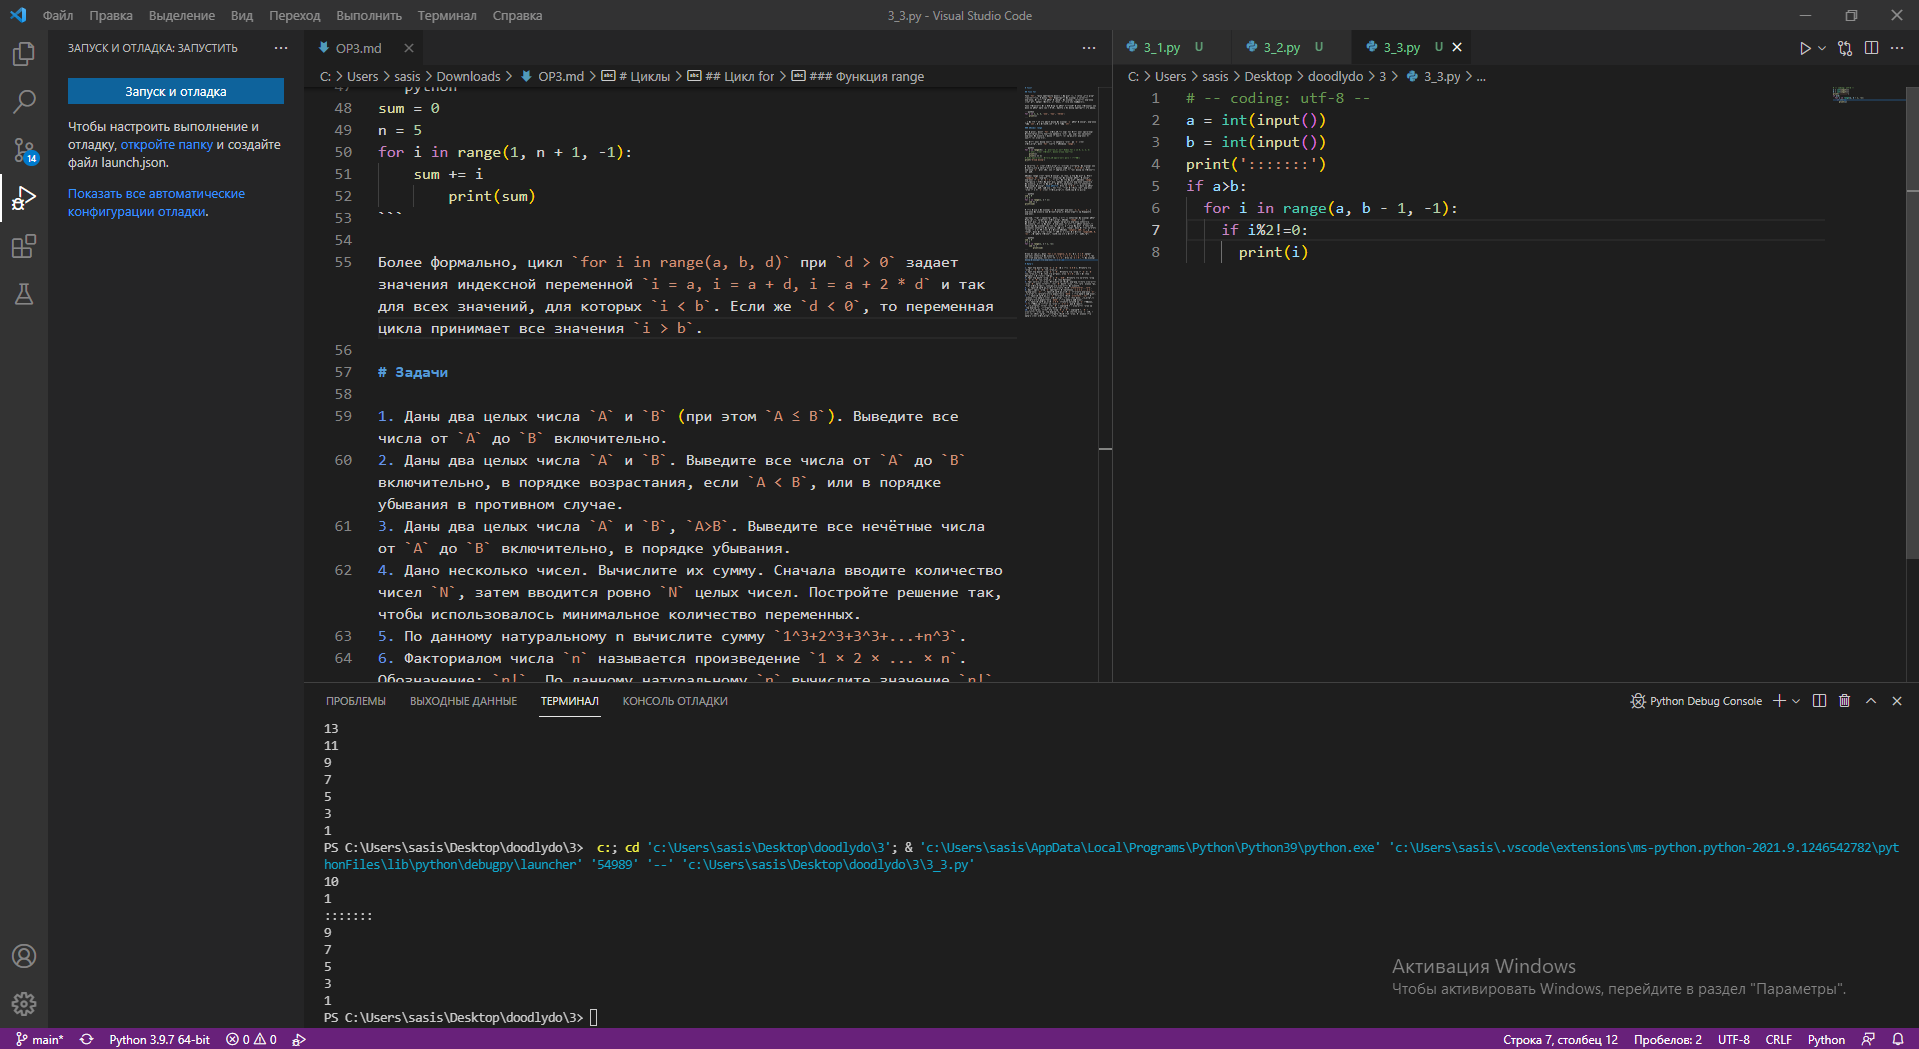 Файл Правка Выделение Вид Переход Выполнить Терминал Справка
3_3.py - Visual Studio Code
14
ЗАПУСК И ОТЛАДКА: ЗАПУСТИТЬ
Запуск и отладка
Чтобы настроить выполнение и
отладку, откройте папку и создайте
файл launch.json.
Показать все автоматические
конфигурации отладки.
OP3.md
C: > Users > sasis > Downloads > OP3.md > # Циклы > ## Цикл for > ### Функция range
47 python
48 sum = 0
49 n = 5
50 for i in range(1, n + 1, -1):
51 sum += i
52 print(sum)
53 ```
54
55 Более формально, цикл `for i in range(a, b, d)` при `d > 0` задает
значения индексной переменной `i = a, i = a + d, i = a + 2 * d` и так
для всех значений, для которых `i < b`. Если же `d < 0`, то переменная
цикла принимает все значения `i > b`.
56
57 # Задачи
58
59 1. Даны два целых числа `A` и `B` (при этом `A ≤ B`). Выведите все
числа от `A` до `B` включительно.
60 2. Даны два целых числа `A` и `B`. Выведите все числа от `A` до `B`
включительно, в порядке возрастания, если `A < B`, или в порядке
убывания в противном случае.
61 3. Даны два целых числа `A` и `B`, `A>B`. Выведите все нечётные числа
от `A` до `B` включительно, в порядке убывания.
62 4. Дано несколько чисел. Вычислите их сумму. Сначала вводите количество
чисел `N`, затем вводится ровно `N` целых чисел. Постройте решение так,
чтобы использовалось минимальное количество переменных.
63 5. По данному натуральному n вычислите сумму `1^3+2^3+3^3+...+n^3`.
64 6. Факториалом числа `n` называется произведение `1 × 2 × ... × n`.
Обозначение: `n!`. По данному натуральному `n` вычислите значение `n!`
3_1.py U 3_2.py U 3_3.py U
C: > Users > sasis > Desktop > doodlydo > 3 > 3_3.py > ...
1 # -- coding: utf-8 --
2 a = int(input())
3 b = int(input())
4 print(':::::::')
5 if a>b:
6 for i in range(a, b - 1, -1):
7 if i%2!=0:
8 print(i)
ПРОБЛЕМЫ ВЫХОДНЫЕ ДАННЫЕ ТЕРМИНАЛ КОНСОЛЬ ОТЛАДКИ
Python Debug Console
13
11
9
7
5
3
1
PS C:\Users\sasis\Desktop\doodlydo\3> c:; cd 'c:\Users\sasis\Desktop\doodlydo\3'; & 'c:\Users\sasis\AppData\Local\Programs\Python\Python39\python.exe' 'c:\Users\sasis\.vscode\extensions\ms-python.python-2021.9.1246542782\pyt
honFiles\lib\python\debugpy\launcher' '54989' '--' 'c:\Users\sasis\Desktop\doodlydo\3\3_3.py'
10
1
:::::::
9
7
5
3
1
PS C:\Users\sasis\Desktop\doodlydo\3>
Активация Windows
Чтобы активировать Windows, перейдите в раздел "Параметры".
main* Python 3.9.7 64-bit 0 0
Строка 7, столбец 12 Пробелов: 2 UTF-8 CRLF Python